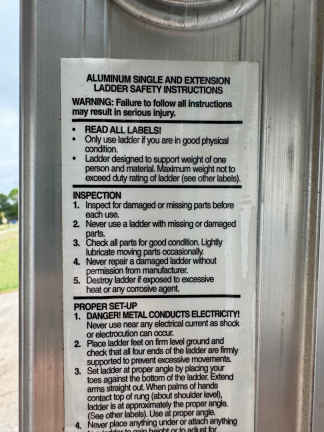 ALUMINUM SINGLE AND EXTENSION
LADDER SAFETY INSTRUCTIONS
WARNING: Failure to follow all instructions
may result in serious injury.
• READ ALL LABELS!
• Only use ladder if you are in good physical
condition.
• Ladder designed to support weight of one
person and material. Maximum weight not to
exceed duty rating of ladder (see other labels).
INSPECTION
1. Inspect for damaged or missing parts before
each use.
2. Never use a ladder with missing or damaged
parts.
3. Check all parts for good condition. Lightly
lubricate moving parts occasionally.
4. Never repair a damaged ladder without
permission from manufacturer.
5. Destroy ladder if exposed to excessive
heat or any corrosive agent.
PROPER SET-UP
1. DANGER! METAL CONDUCTS ELECTRICITY!
Never use near any electrical current as shock
or electrocution can occur.
2. Place ladder feet on firm level ground and
check that all four ends of the ladder are firmly
supported to prevent excessive movements.
3. Set ladder at proper angle by placing your
toes against the bottom of the ladder. Extend
arms straight out. When palms of hands
contact top of rung (about shoulder level),
ladder is at approximately the proper angle.
(See other labels). Use at proper angle.
4. Never place anything under or attach anything
to a ladder to gain height or to adjust for